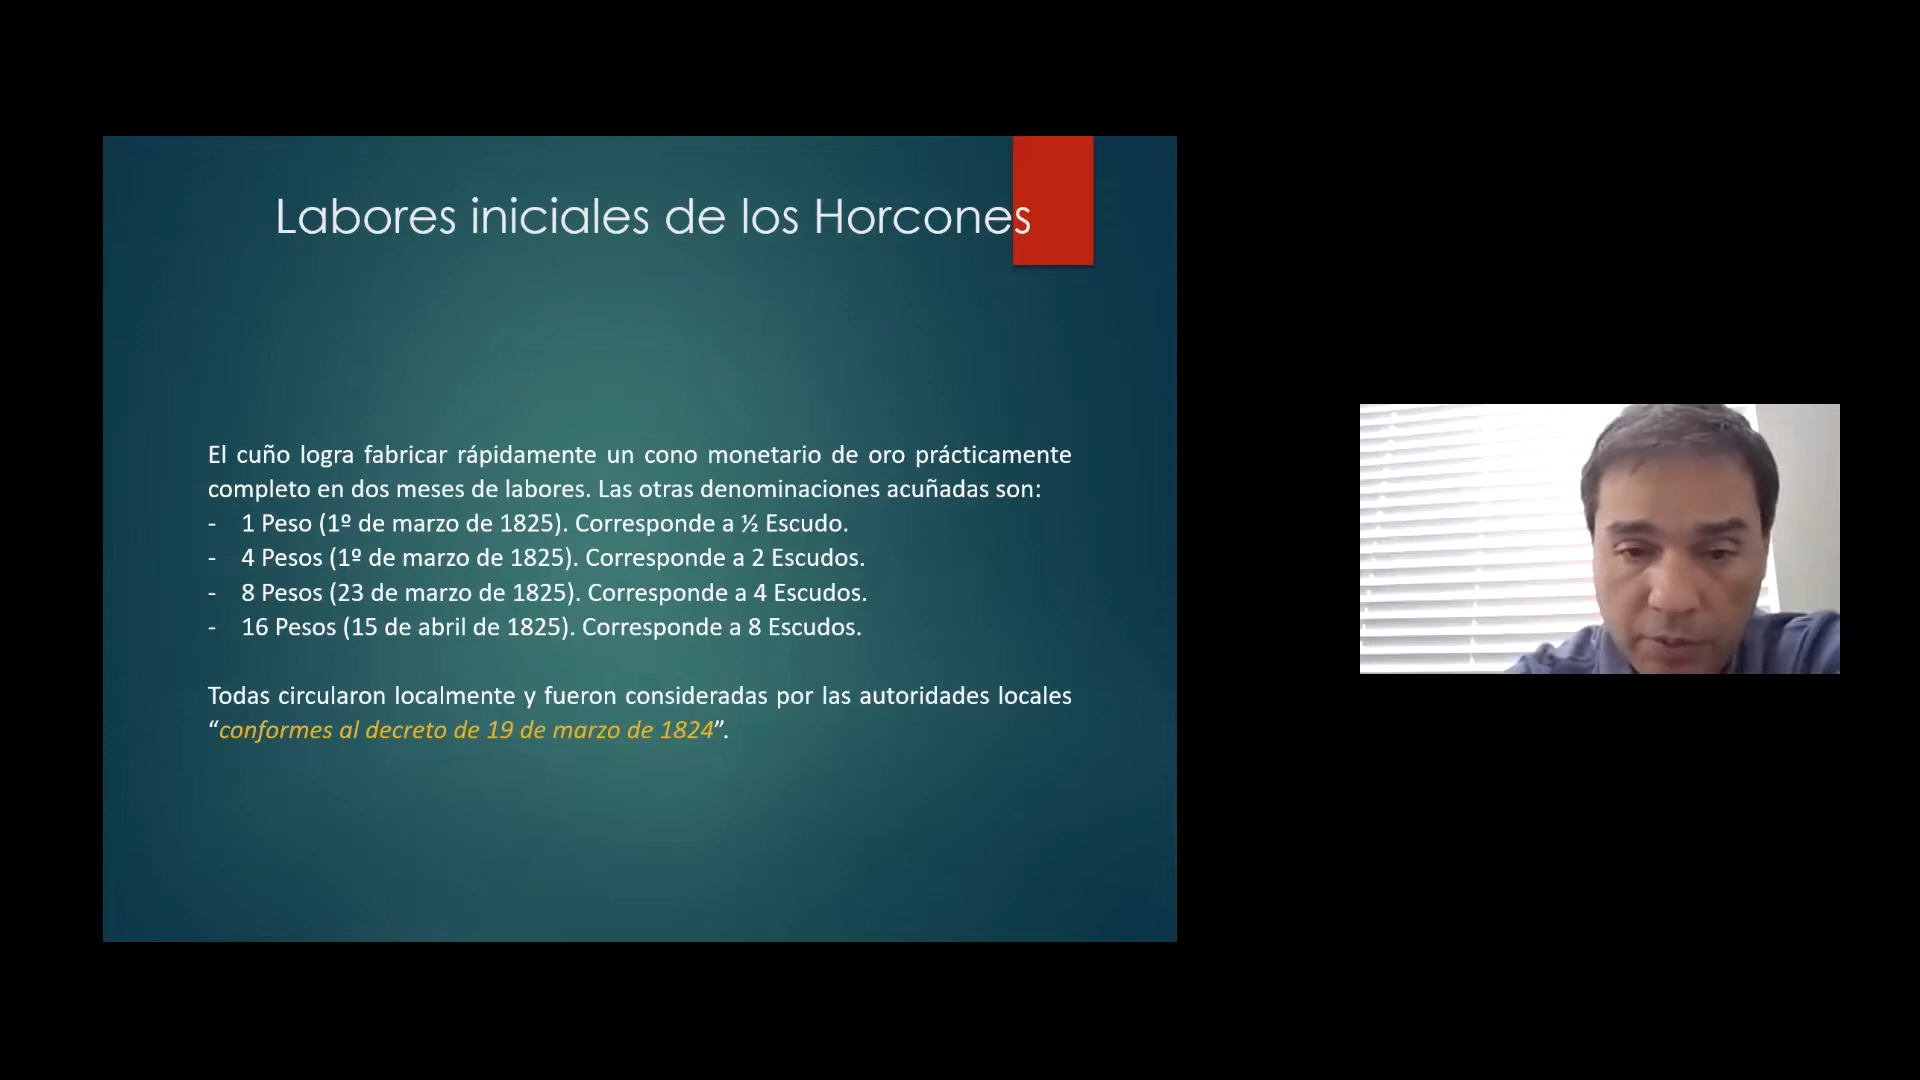 Labores iniciales de los Horcones
El cuño logra fabricar rápidamente un cono monetario de oro prácticamente
completo en dos meses de labores. Las otras denominaciones acuñadas son:
- 1 Peso (1º de marzo de 1825). Corresponde a ½ Escudo.
- 4 Pesos (1º de marzo de 1825). Corresponde a 2 Escudos.
- 8 Pesos (23 de marzo de 1825). Corresponde a 4 Escudos.
- 16 Pesos (15 de abril de 1825). Corresponde a 8 Escudos.
Todas circularon localmente y fueron consideradas por las autoridades locales
“conformes al decreto de 19 de marzo de 1824”.